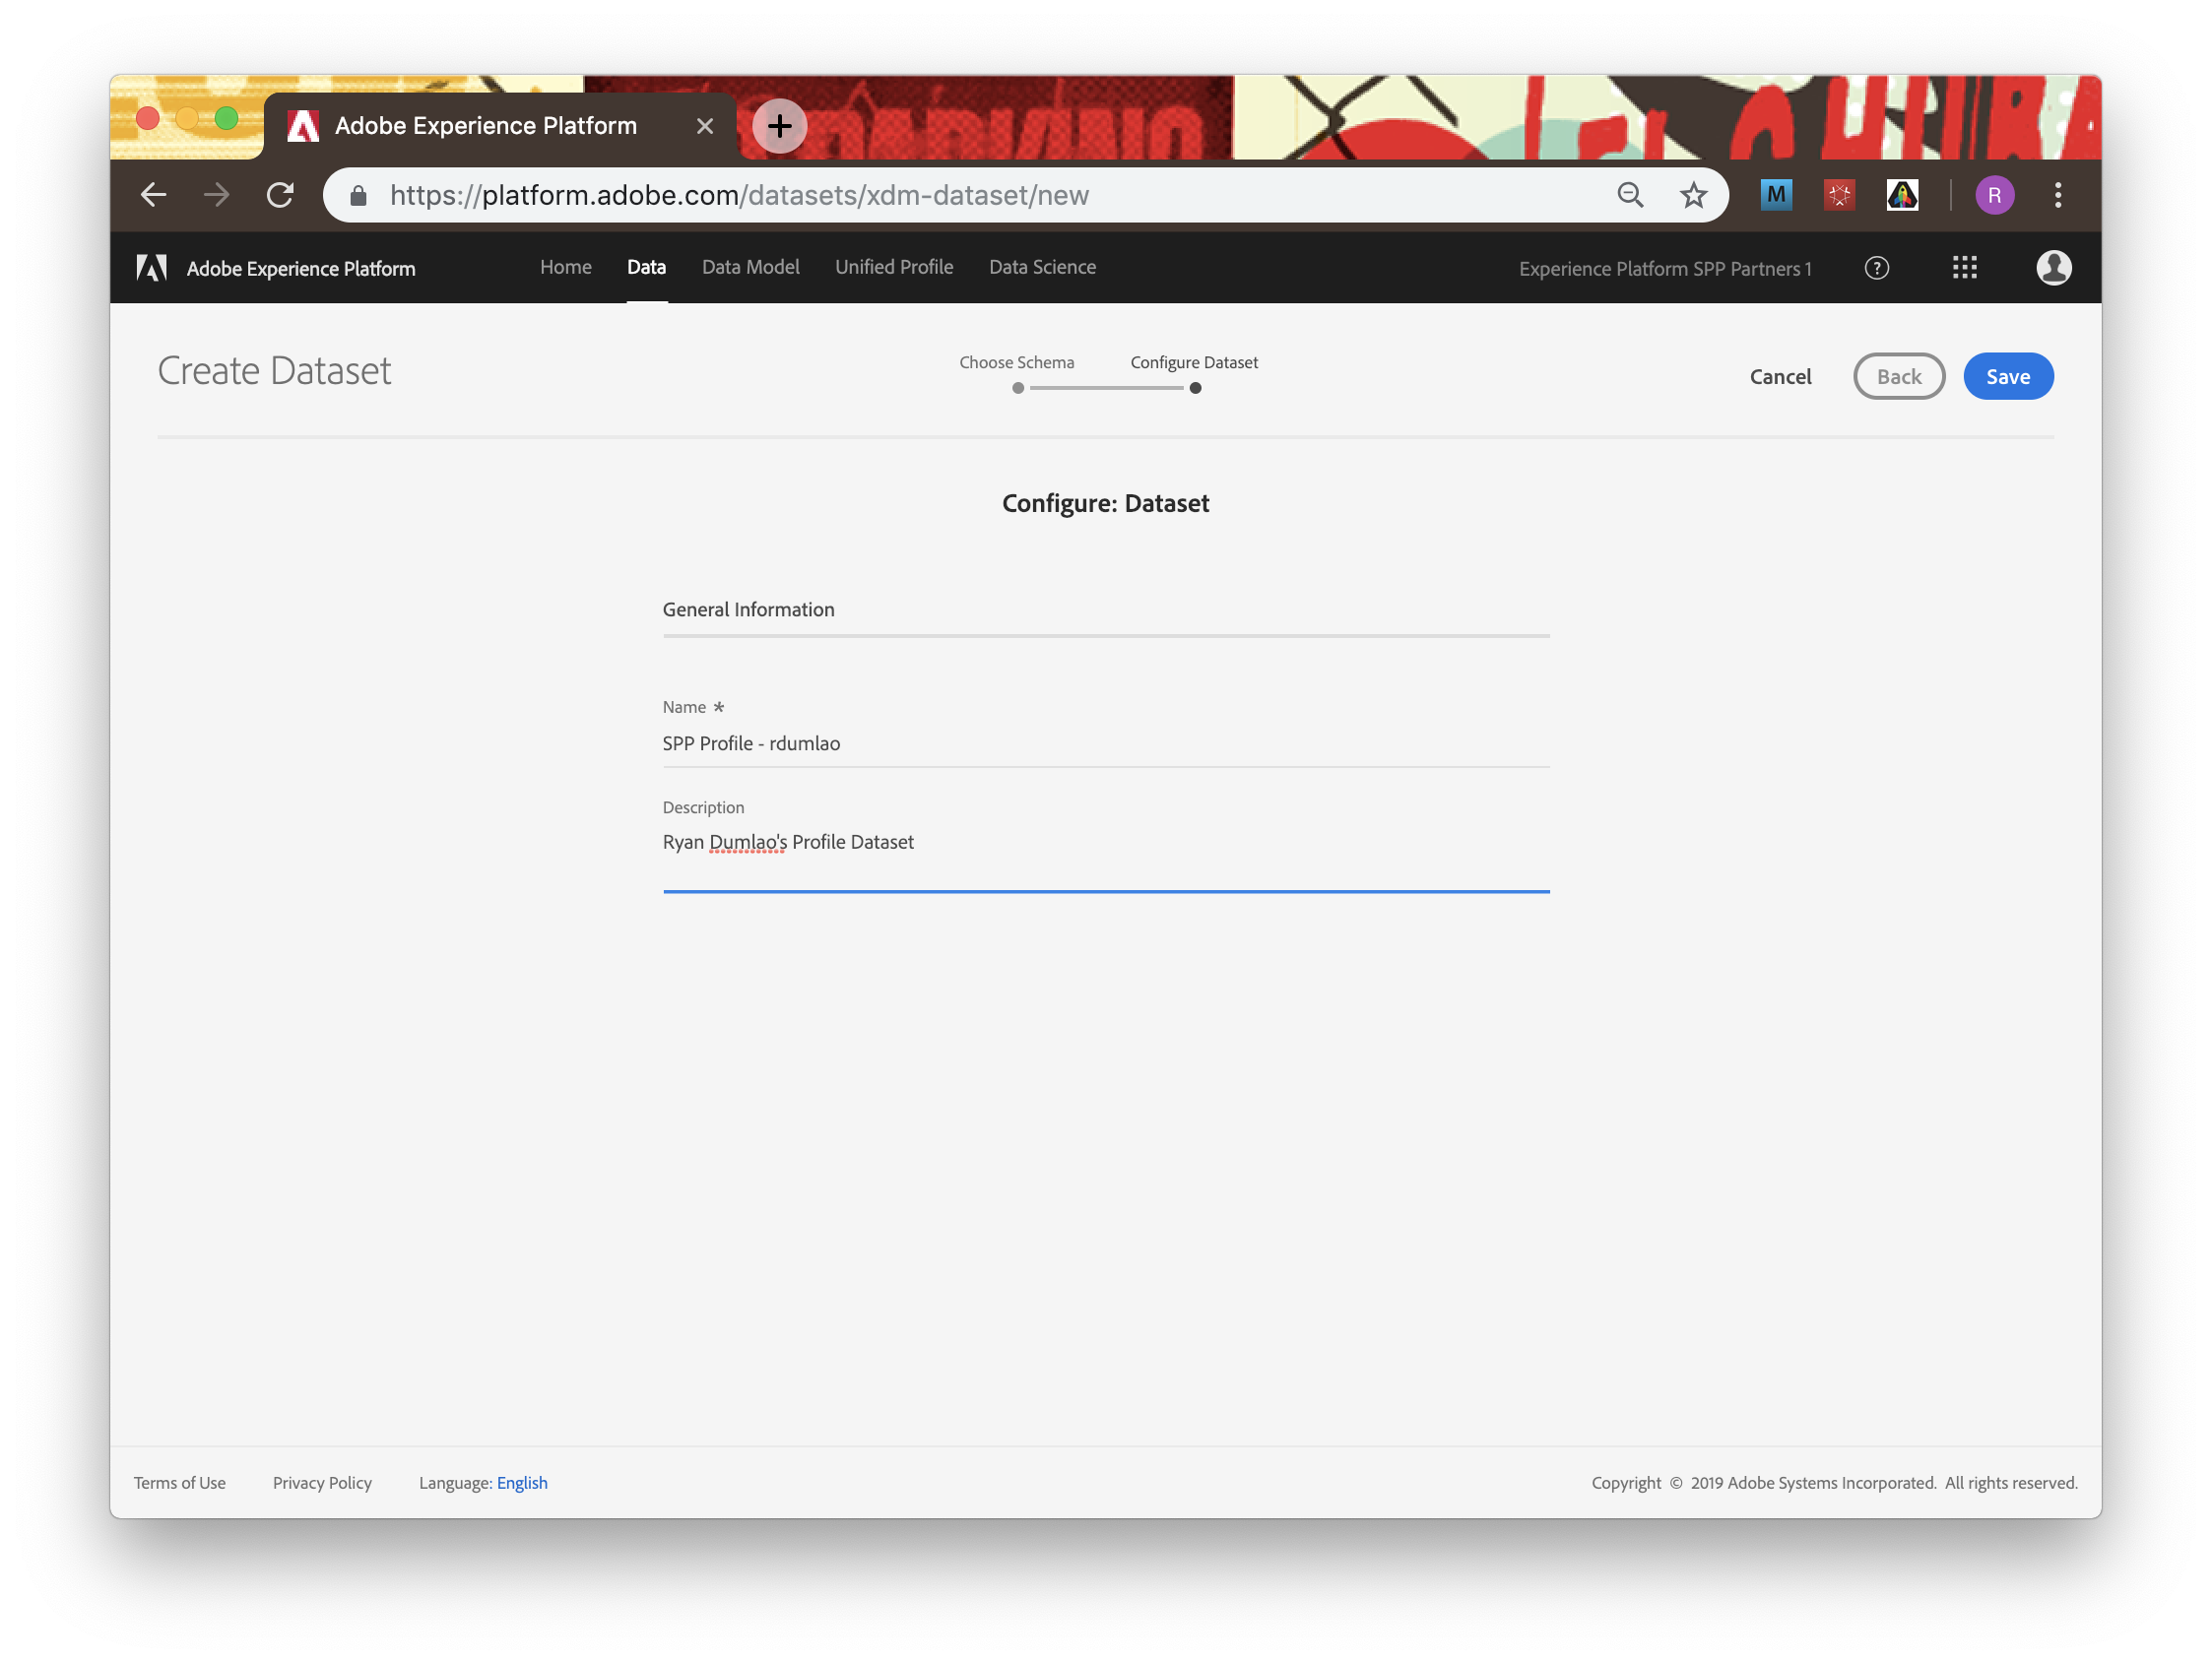 Adobe Experience Platform
https://platform.adobe.com/datasets/xdm-dataset/new
M
R
Adobe Experience Platform
Home Data Data Model Unified Profile Data Science
Experience Platform SPP Partners 1
?
Create Dataset
Choose Schema Configure Dataset
Cancel Back Save
Configure: Dataset
General Information
Name *
SPP Profile - rdumlao
Description
Ryan Dumlao's Profile Dataset
Terms of Use Privacy Policy Language: English
Copyright © 2019 Adobe Systems Incorporated. All rights reserved.